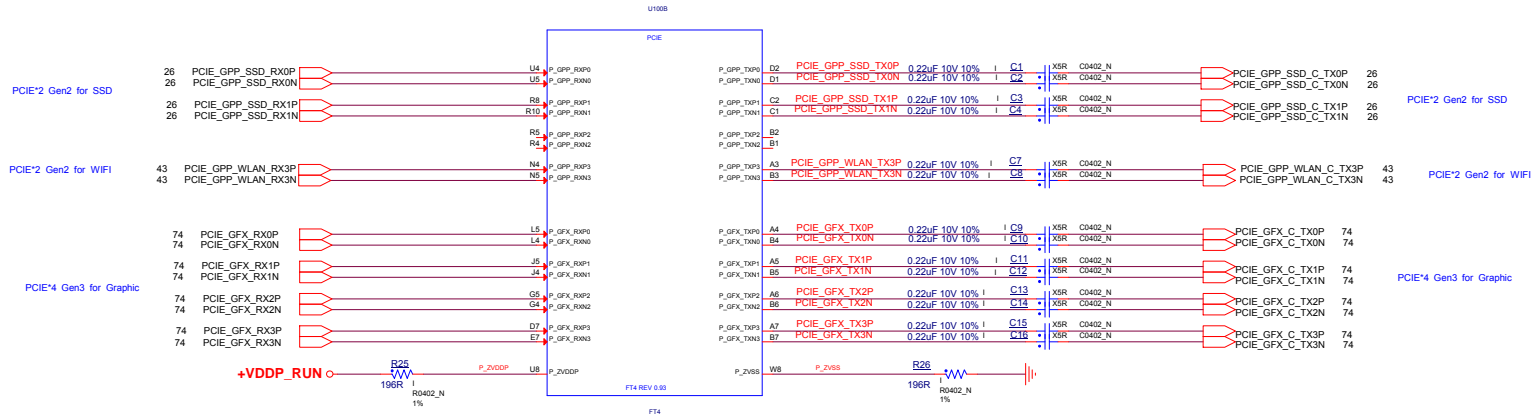 U100B
PCIE
26 PCIE_GPP_SSD_RX0P U4 P_GPP_RXP0 P_GPP_TXP0 D2 PCIE_GPP_SSD_TX0P 0.22uF 10V 10% C1 X5R C0402_N PCIE_GPP_SSD_C_TX0P 26
26 PCIE_GPP_SSD_RX0N U5 P_GPP_RXN0 P_GPP_TXN0 D1 PCIE_GPP_SSD_TX0N 0.22uF 10V 10% C2 PCIE_GPP_SSD_C_TX0N 26
PCIE*2 Gen2 for SSD PCIE*2 Gen2 for SSD
26 PCIE_GPP_SSD_RX1P R8 P_GPP_RXP1 P_GPP_TXP1 C2 PCIE_GPP_SSD_TX1P 0.22uF 10V 10% C3 X5R C0402_N PCIE_GPP_SSD_C_TX1P 26
26 PCIE_GPP_SSD_RX1N R10 P_GPP_RXN1 P_GPP_TXN1 C1 PCIE_GPP_SSD_TX1N 0.22uF 10V 10% C4 PCIE_GPP_SSD_C_TX1N 26
R5 P_GPP_RXP2 P_GPP_TXP2 B2
R4 P_GPP_RXN2 P_GPP_TXN2 B1
PCIE*2 Gen2 for WIFI 43 PCIE_GPP_WLAN_RX3P N4 P_GPP_RXP3 P_GPP_TXP3 A3 PCIE_GPP_WLAN_TX3P 0.22uF 10V 10% C7 X5R C0402_N PCIE_GPP_WLAN_C_TX3P 43
43 PCIE_GPP_WLAN_RX3N N5 P_GPP_RXN3 P_GPP_TXN3 B3 PCIE_GPP_WLAN_TX3N 0.22uF 10V 10% C8 PCIE_GPP_WLAN_C_TX3N 43 PCIE*2 Gen2 for WIFI
74 PCIE_GFX_RX0P L5 P_GFX_RXP0 P_GFX_TXP0 A4 PCIE_GFX_TX0P 0.22uF 10V 10% C9 X5R C0402_N PCIE_GFX_C_TX0P 74
74 PCIE_GFX_RX0N L4 P_GFX_RXN0 P_GFX_TXN0 B4 PCIE_GFX_TX0N 0.22uF 10V 10% C10 PCIE_GFX_C_TX0N 74
74 PCIE_GFX_RX1P J5 P_GFX_RXP1 P_GFX_TXP1 A5 PCIE_GFX_TX1P 0.22uF 10V 10% C11 X5R C0402_N PCIE_GFX_C_TX1P 74
74 PCIE_GFX_RX1N J4 P_GFX_RXN1 P_GFX_TXN1 B5 PCIE_GFX_TX1N 0.22uF 10V 10% C12 PCIE_GFX_C_TX1N 74
PCIE*4 Gen3 for Graphic PCIE*4 Gen3 for Graphic
74 PCIE_GFX_RX2P G5 P_GFX_RXP2 P_GFX_TXP2 A6 PCIE_GFX_TX2P 0.22uF 10V 10% C13 X5R C0402_N PCIE_GFX_C_TX2P 74
74 PCIE_GFX_RX2N G4 P_GFX_RXN2 P_GFX_TXN2 B6 PCIE_GFX_TX2N 0.22uF 10V 10% C14 PCIE_GFX_C_TX2N 74
74 PCIE_GFX_RX3P D7 P_GFX_RXP3 P_GFX_TXP3 A7 PCIE_GFX_TX3P 0.22uF 10V 10% C15 X5R C0402_N PCIE_GFX_C_TX3P 74
74 PCIE_GFX_RX3N E7 P_GFX_RXN3 P_GFX_TXN3 B7 PCIE_GFX_TX3N 0.22uF 10V 10% C16 PCIE_GFX_C_TX3N 74
+VDDP_RUN R25 P_ZVDDP U8 P_ZVDDP P_ZVSS W8 P_ZVSS R26
196R FT4 REV 0.93 196R
R0402_N R0402_N
1% 1%
FT4